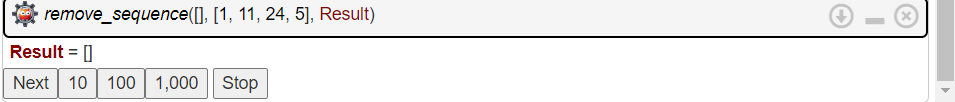 remove_sequence([], [1, 11, 24, 5], Result)
Result = []
Next 10 100 1,000 Stop